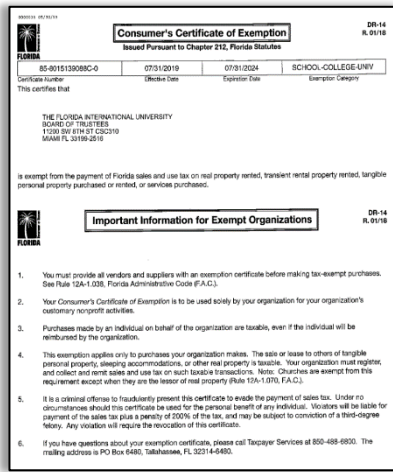 DR-14
R. 01/18
Consumer's Certificate of Exemption
Issued Pursuant to Chapter 212, Florida Statutes
FLORIDA
85-8015139088C-0 07/31/2019 07/31/2024 SCHOOL-COLLEGE-UNIV
Certificate Number Effective Date Expiration Date Exemption Category
This certifies that
THE FLORIDA INTERNATIONAL UNIVERSITY
BOARD OF TRUSTEES
11200 SW 8TH ST CSC310
MIAMI FL 33199-2516
is exempt from the payment of Florida sales and use tax on real property rented, transient rental property rented, tangible
personal property purchased or rented, or services purchased.
DR-14
R. 01/18
Important Information for Exempt Organizations
FLORIDA
1. You must provide all vendors and suppliers with an exemption certificate before making tax-exempt purchases.
See Rule 12A-1.038, Florida Administrative Code (F.A.C.).
2. Your Consumer's Certificate of Exemption is to be used solely by your organization for your organization's
customary nonprofit activities.
3. Purchases made by an individual on behalf of the organization are taxable, even if the individual will be
reimbursed by the organization.
4. This exemption applies only to purchases your organization makes. The sale or lease to others of tangible
personal property, sleeping accommodations, or other real property is taxable. Your organization must register,
and collect and remit sales and use tax on such taxable transactions. Note: Churches are exempt from this
requirement except when they are the lessor of real property (Rule 12A-1.070, F.A.C.).
5. It is a criminal offense to fraudulently present this certificate to evade the payment of sales tax. Under no
circumstances should this certificate be used for the personal benefit of any individual. Violators will be liable for
payment of the sales tax plus a penalty of 200% of the tax, and may be subject to conviction of a third-degree
felony. Any violation will require the revocation of this certificate.
6. If you have questions about your exemption certificate, please call Taxpayer Services at 850-488-6800. The
mailing address is PO Box 6480, Tallahassee, FL 32314-6480.